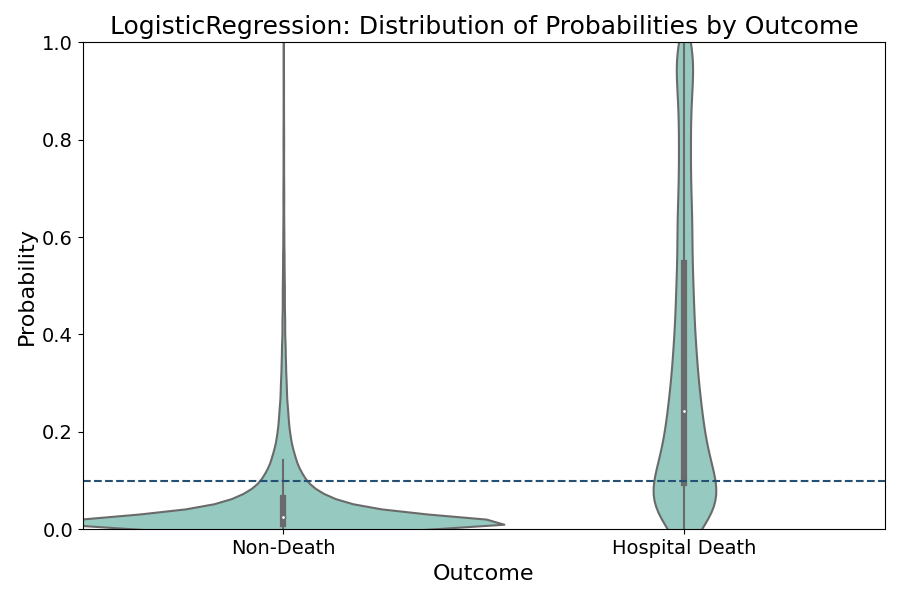 LogisticRegression: Distribution of Probabilities by Outcome
1.0
0.8
0.6
0.4
0.2
0.0
Probability
Non-Death
Hospital Death
Outcome